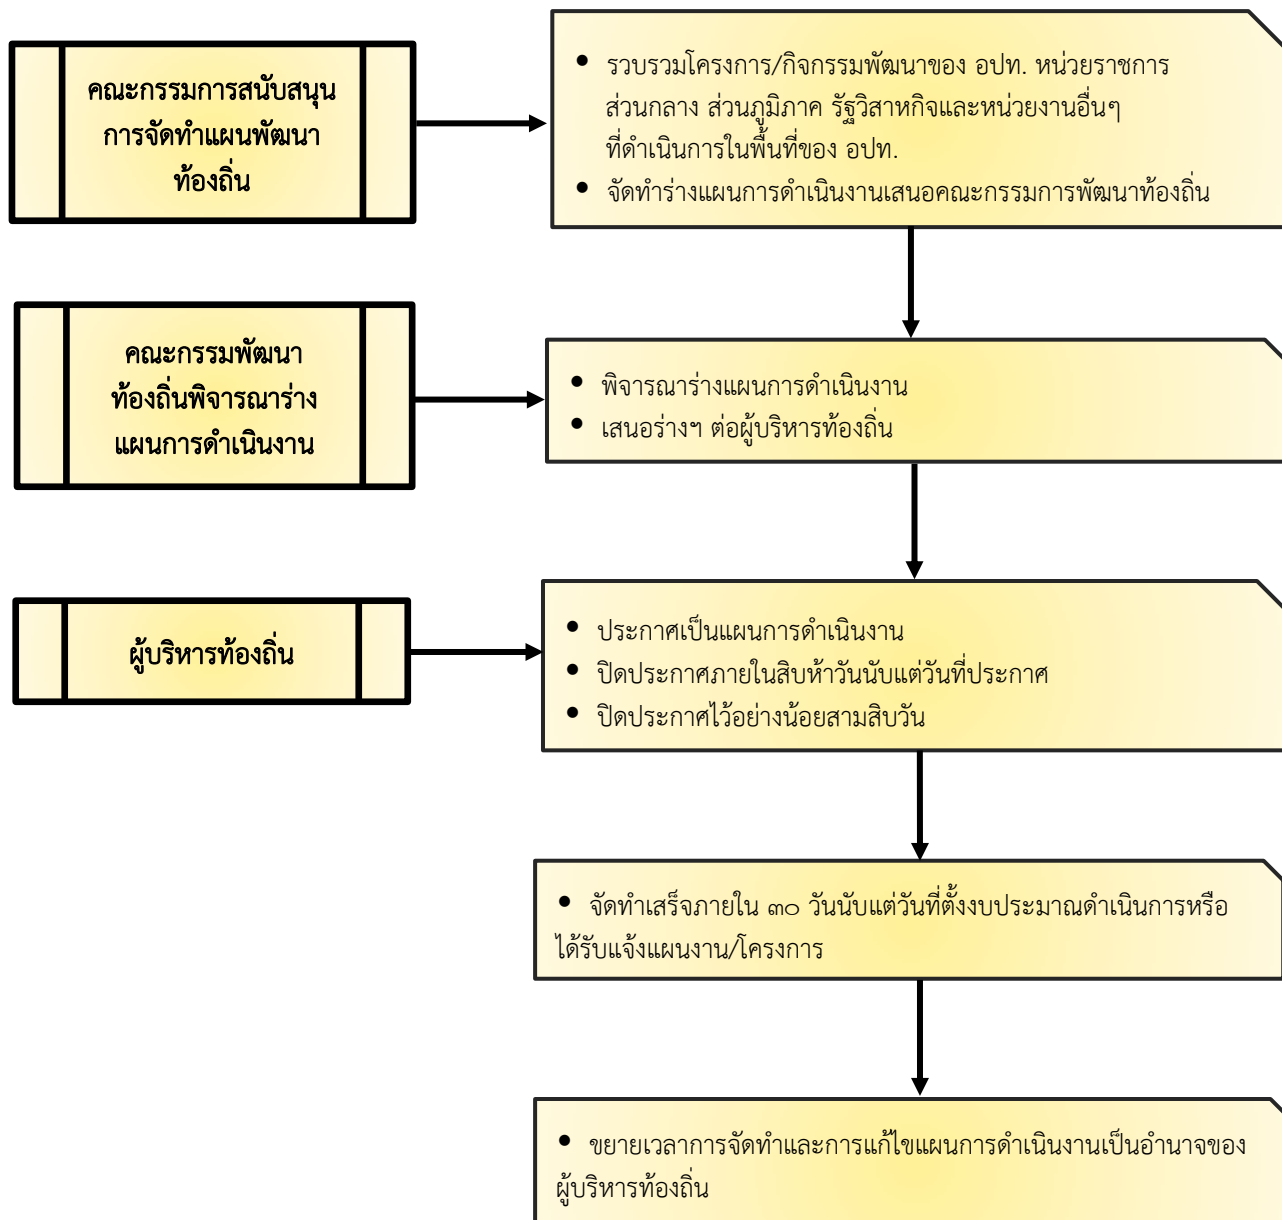 คณะกรรมการสนับสนุน
การจัดทำแผนพัฒนา
ท้องถิ่น
• รวบรวมโครงการ/กิจกรรมพัฒนาของ อปท. หน่วยราชการ
ส่วนกลาง ส่วนภูมิภาค รัฐวิสาหกิจและหน่วยงานอื่นๆ
ที่ดำเนินการในพื้นที่ของ อปท.
• จัดทำร่างแผนการดำเนินงานเสนอคณะกรรมการพัฒนาท้องถิ่น
คณะกรรมพัฒนา
ท้องถิ่นพิจารณาร่าง
แผนการดำเนินงาน
• พิจารณาร่างแผนการดำเนินงาน
• เสนอร่างฯ ต่อผู้บริหารท้องถิ่น
ผู้บริหารท้องถิ่น
• ประกาศเป็นแผนการดำเนินงาน
• ปิดประกาศภายในสิบห้าวันนับแต่วันที่ประกาศ
• ปิดประกาศไว้อย่างน้อยสามสิบวัน
• จัดทำเสร็จภายใน ๓๐ วันนับแต่วันที่ตั้งงบประมาณดำเนินการหรือ
ได้รับแจ้งแผนงาน/โครงการ
• ขยายเวลาการจัดทำและการแก้ไขแผนการดำเนินงานเป็นอำนาจของ
ผู้บริหารท้องถิ่น